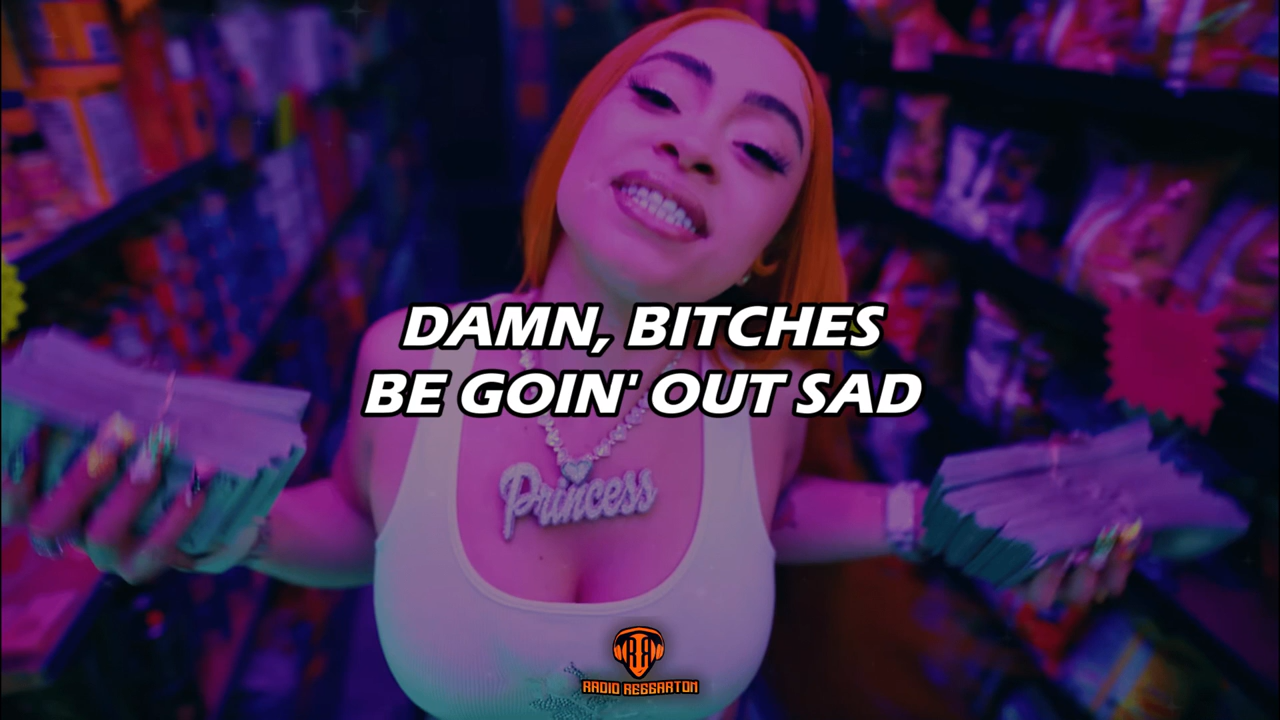 DAMN, BITCHES
BE GOIN' OUT SAD
Princess
RADIO REGGAETON